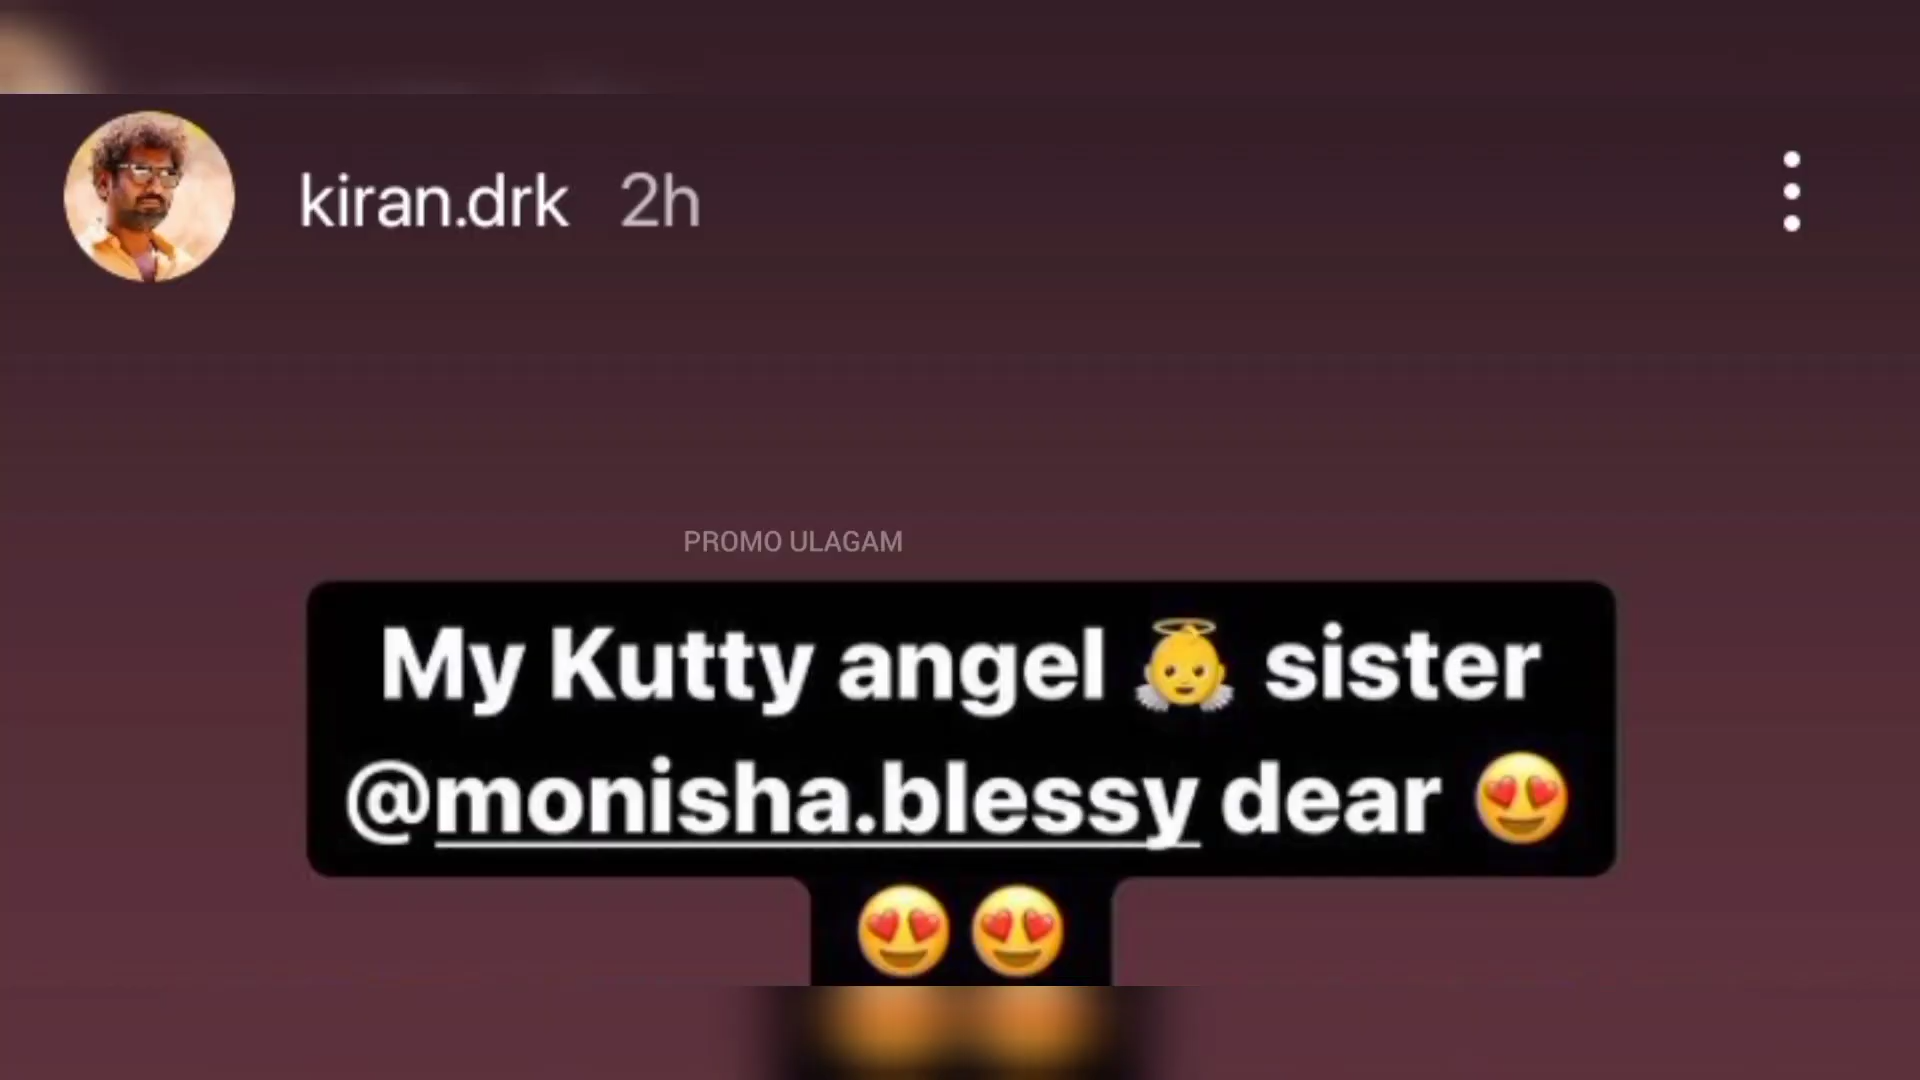 kiran.drk 2h
PROMO ULAGAM
My Kutty angel 👼 sister
@monisha.blessy dear 😍
😍 😍